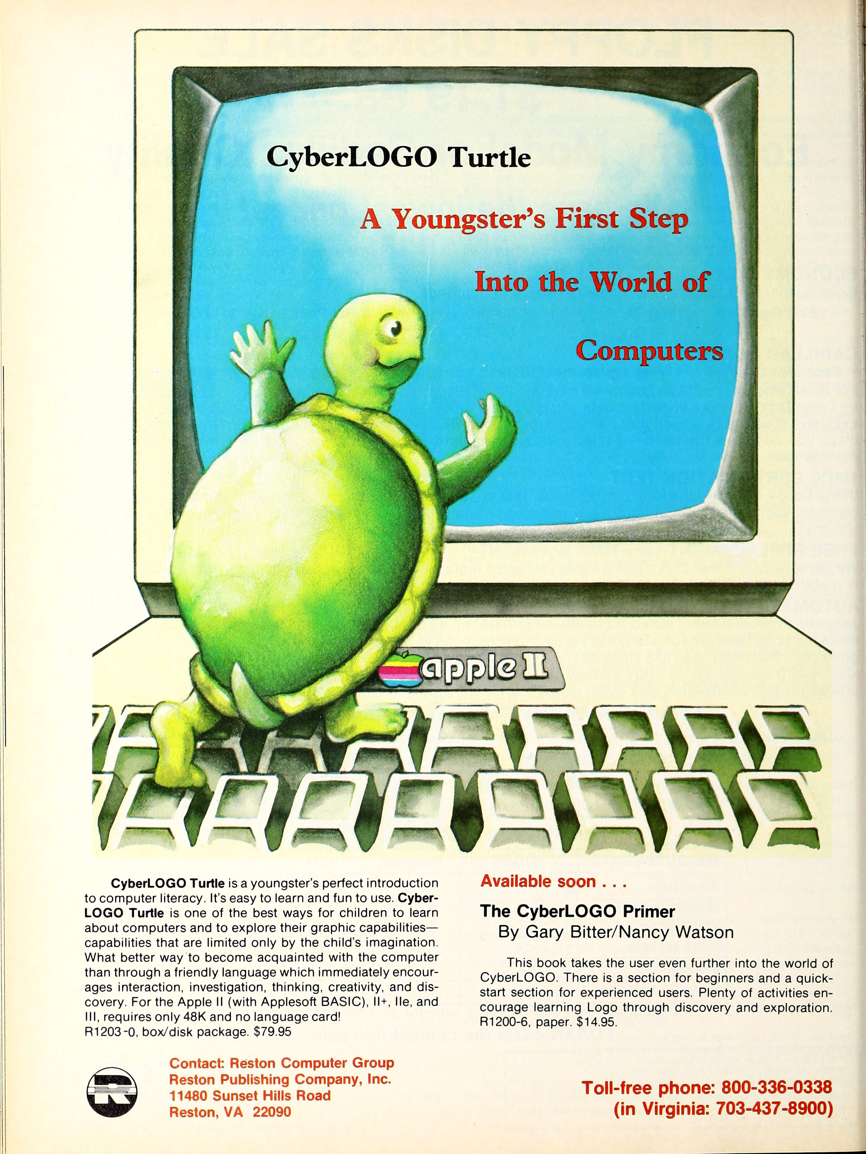 CyberLOGO Turtle
A Youngster's First Step
Into the World of
Computers
apple II
CyberLOGO Turtle is a youngster's perfect introduction
to computer literacy. It's easy to learn and fun to use. Cyber-
LOGO Turtle is one of the best ways for children to learn
about computers and to explore their graphic capabilities—
capabilities that are limited only by the child's imagination.
What better way to become acquainted with the computer
than through a friendly language which immediately encour-
ages interaction, investigation, thinking, creativity, and dis-
covery. For the Apple II (with Applesoft BASIC), II+, IIe, and
III, requires only 48K and no language card!
R1203-0, box/disk package. $79.95
Available soon . . .
The CyberLOGO Primer
By Gary Bitter/Nancy Watson
This book takes the user even further into the world of
CyberLOGO. There is a section for beginners and a quick-
start section for experienced users. Plenty of activities en-
courage learning Logo through discovery and exploration.
R1200-6, paper. $14.95.
R
Contact: Reston Computer Group
Reston Publishing Company, Inc.
11480 Sunset Hills Road
Reston, VA 22090
Toll-free phone: 800-336-0338
(in Virginia: 703-437-8900)